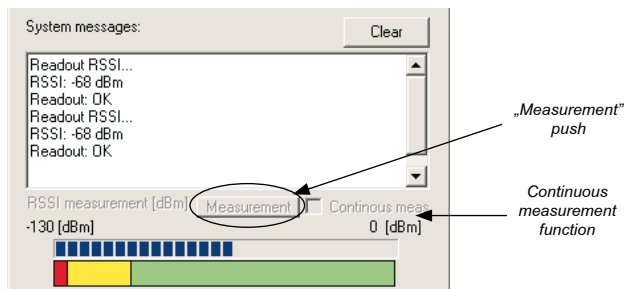 System messages:
Clear
Readout RSSI...
RSSI: -68 dBm
Readout: OK
Readout RSSI...
RSSI: -68 dBm
Readout: OK
„Measurement”
push
RSSI measurement [dBm]
Measurement
Continous meas.
Continuous
measurement
function
-130 [dBm]
0 [dBm]